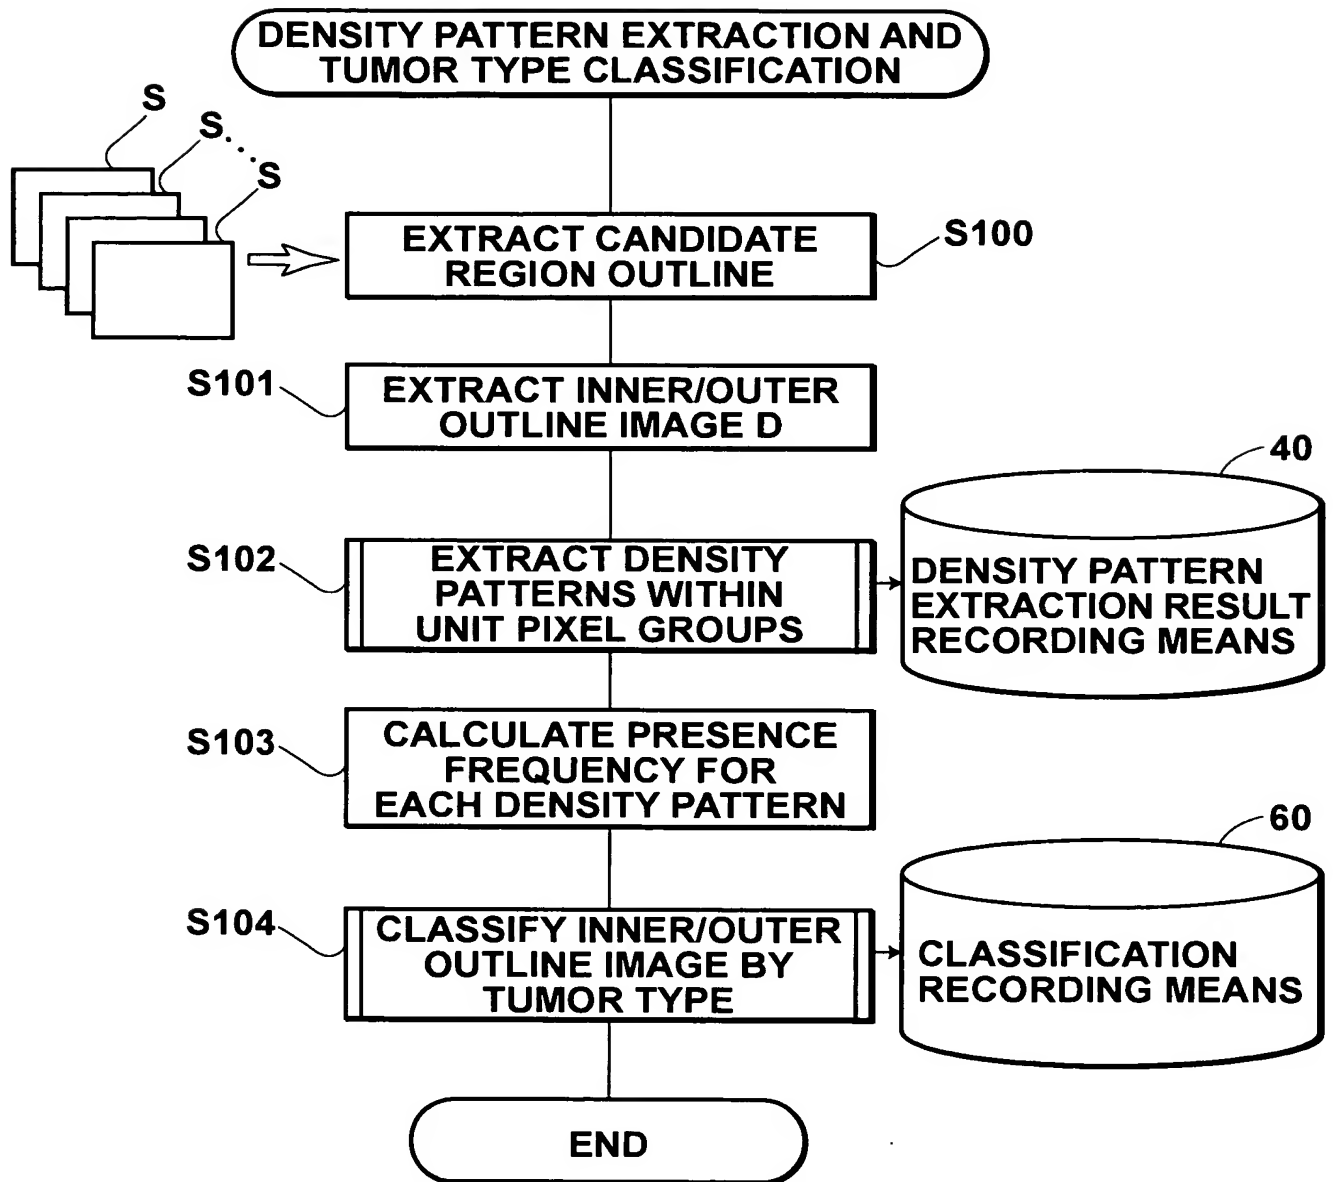 DENSITY PATTERN EXTRACTION AND
TUMOR TYPE CLASSIFICATION
S
S
S
EXTRACT CANDIDATE
REGION OUTLINE
S100
S101
EXTRACT INNER/OUTER
OUTLINE IMAGE D
40
S102
EXTRACT DENSITY
PATTERNS WITHIN
UNIT PIXEL GROUPS
DENSITY PATTERN
EXTRACTION RESULT
RECORDING MEANS
S103
CALCULATE PRESENCE
FREQUENCY FOR
EACH DENSITY PATTERN
60
S104
CLASSIFY INNER/OUTER
OUTLINE IMAGE BY
TUMOR TYPE
CLASSIFICATION
RECORDING MEANS
END